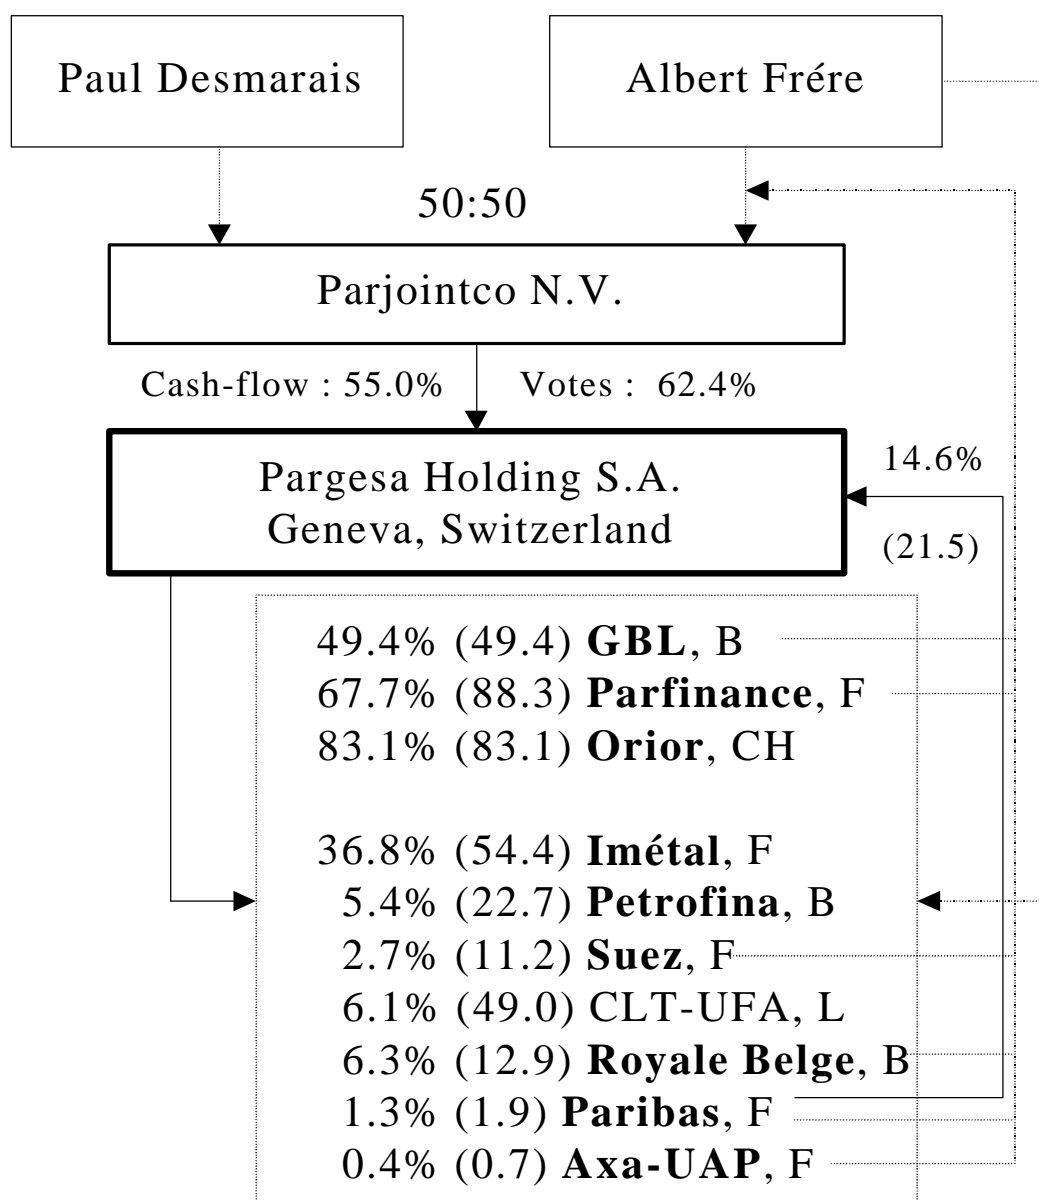 Paul Desmarais
Albert Frére
50:50
Parjointco N.V.
Cash-flow : 55.0%
Votes : 62.4%
Pargesa Holding S.A.
Geneva, Switzerland
14.6%
(21.5)
49.4% (49.4) GBL, B
67.7% (88.3) Parfinance, F
83.1% (83.1) Orior, CH
36.8% (54.4) Imétal, F
5.4% (22.7) Petrofina, B
2.7% (11.2) Suez, F
6.1% (49.0) CLT-UFA, L
6.3% (12.9) Royale Belge, B
1.3% (1.9) Paribas, F
0.4% (0.7) Axa-UAP, F